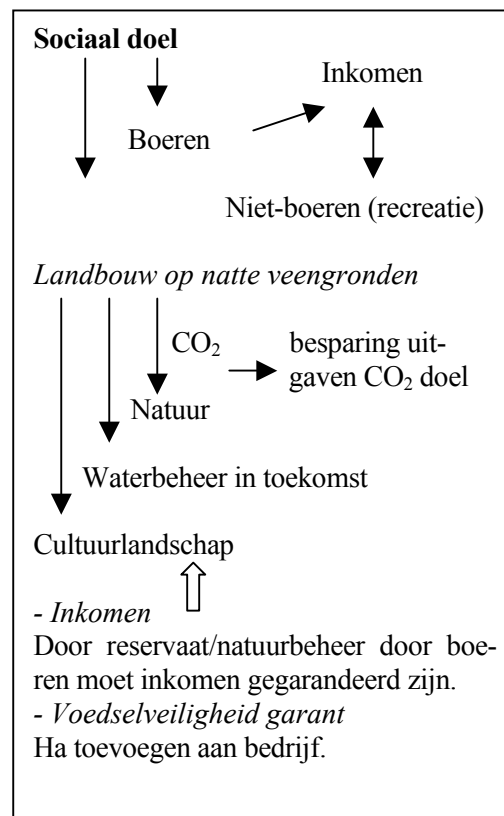 Sociaal doel
Inkomen
Boeren
Niet-boeren (recreatie)
Landbouw op natte veengronden
CO₂
besparing uit-
gaven CO₂ doel
Natuur
Waterbeheer in toekomst
Cultuurlandschap
- Inkomen
Door reservaat/natuurbeheer door boe-
ren moet inkomen gegarandeerd zijn.
- Voedselveiligheid garant
Ha toevoegen aan bedrijf.